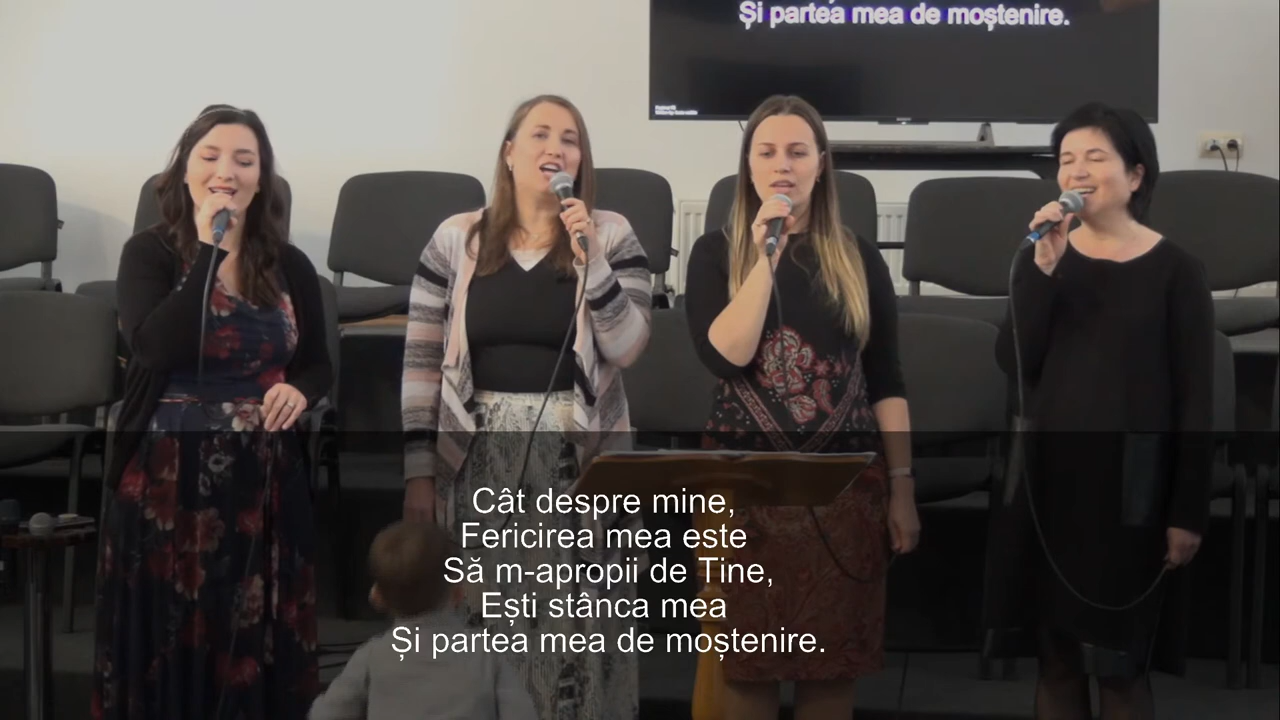 Și partea mea de moștenire.
Cât despre mine,
Fericirea mea este
Să m-apropii de Tine,
Ești stânca mea
Și partea mea de moștenire.